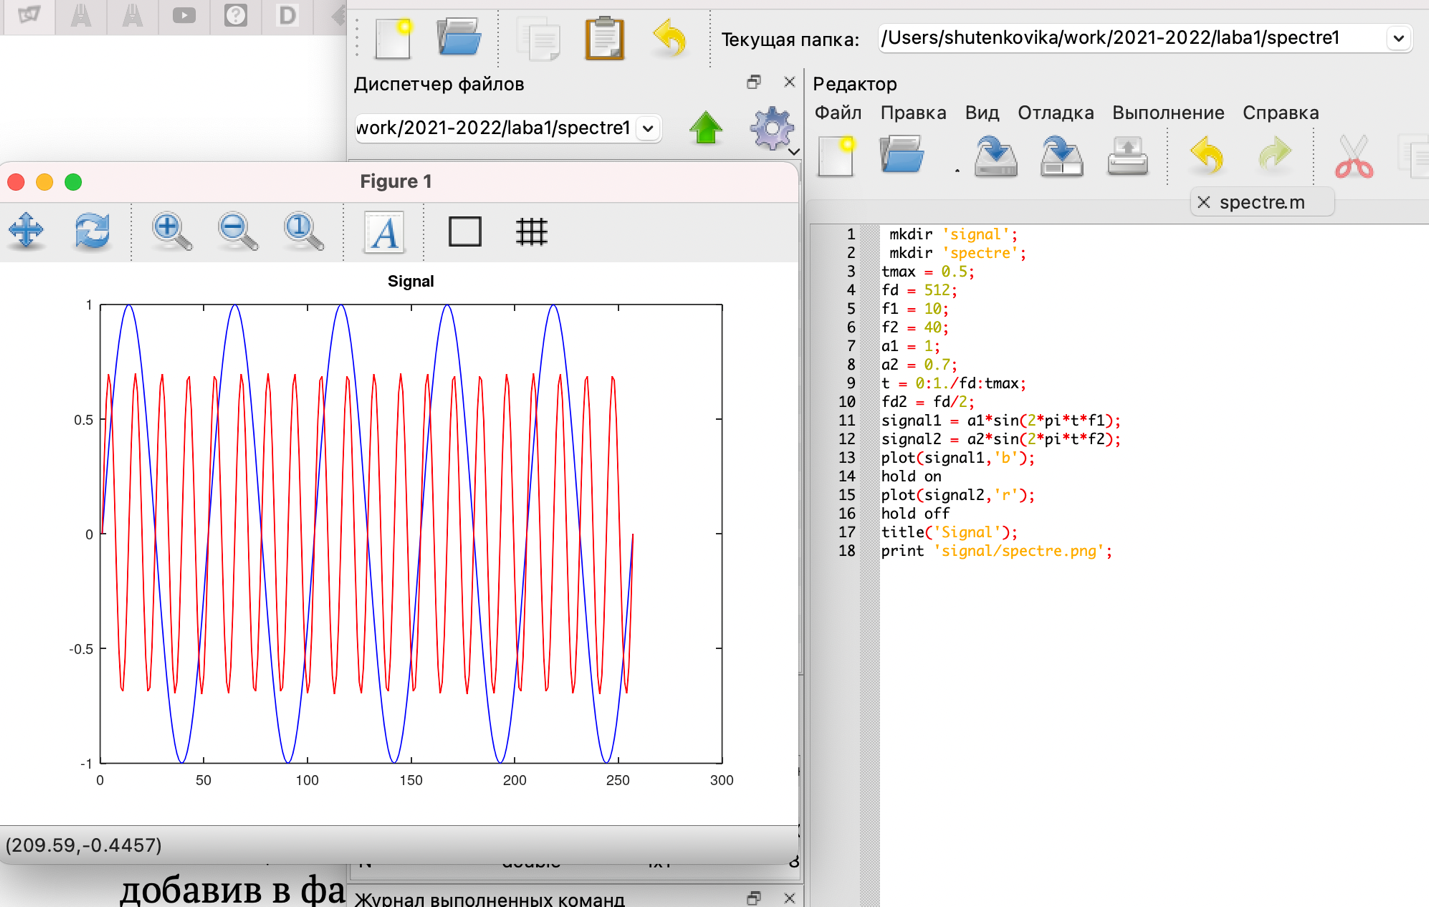 Текущая папка: /Users/shutenkovika/work/2021-2022/laba1/spectre1
Диспетчер файлов
work/2021-2022/laba1/spectre1
Редактор
Файл Правка Вид Отладка Выполнение Справка
spectre.m
Figure 1
Signal
1
0.5
0
-0.5
-1
0 50 100 150 200 250 300
(209.59,-0.4457)
1 mkdir 'signal';
2 mkdir 'spectre';
3 tmax = 0.5;
4 fd = 512;
5 f1 = 10;
6 f2 = 40;
7 a1 = 1;
8 a2 = 0.7;
9 t = 0:1./fd:tmax;
10 fd2 = fd/2;
11 signal1 = a1*sin(2*pi*t*f1);
12 signal2 = a2*sin(2*pi*t*f2);
13 plot(signal1,'b');
14 hold on
15 plot(signal2,'r');
16 hold off
17 title('Signal');
18 print 'signal/spectre.png';
добавив в фа
Журнал выполненных команд